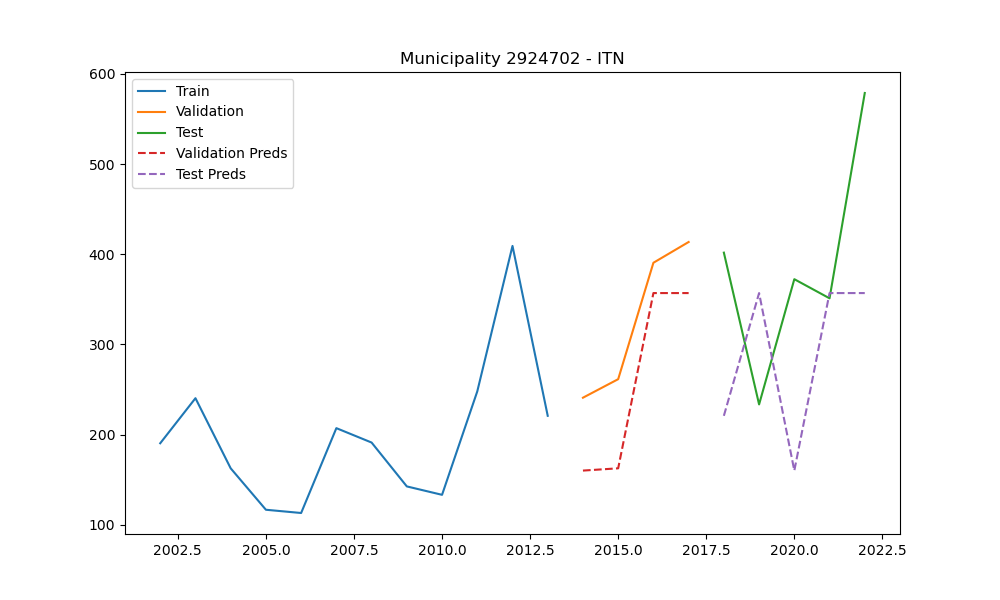 Municipality 2924702 - ITN
600
500
400
300
200
100
Train
Validation
Test
Validation Preds
Test Preds
2002.5 2005.0 2007.5 2010.0 2012.5 2015.0 2017.5 2020.0 2022.5